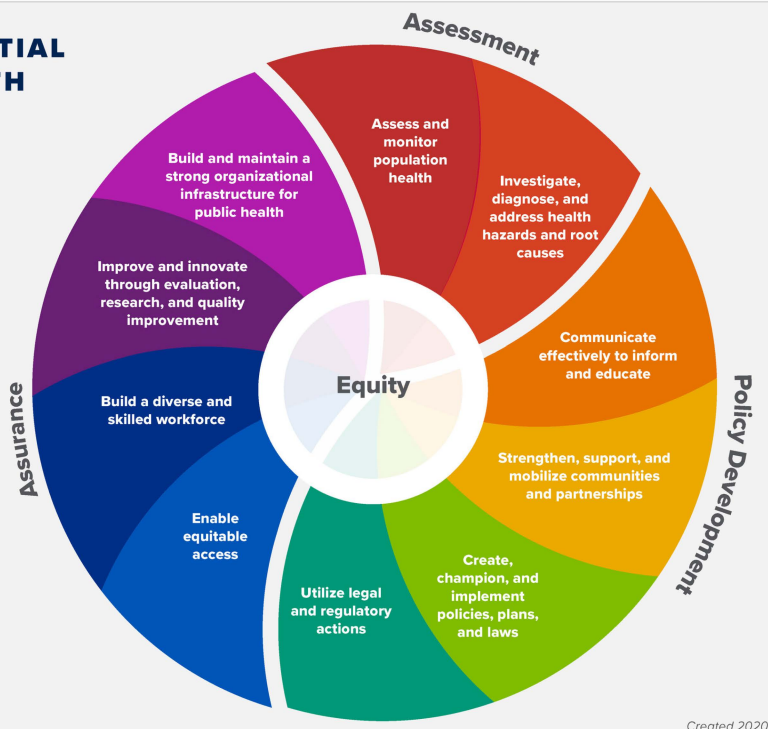 TIAL
H
Assessment
Assess and
monitor
population
health
Investigate,
diagnose, and
address health
hazards and root
causes
Policy Development
Communicate
effectively to inform
and educate
Strengthen, support, and
mobilize communities
and partnerships
Create,
champion, and
implement
policies, plans,
and laws
Utilize legal
and regulatory
actions
Assurance
Enable
equitable
access
Build a diverse and
skilled workforce
Improve and innovate
through evaluation,
research, and quality
improvement
Build and maintain a
strong organizational
infrastructure for
public health
Equity
Created 2020